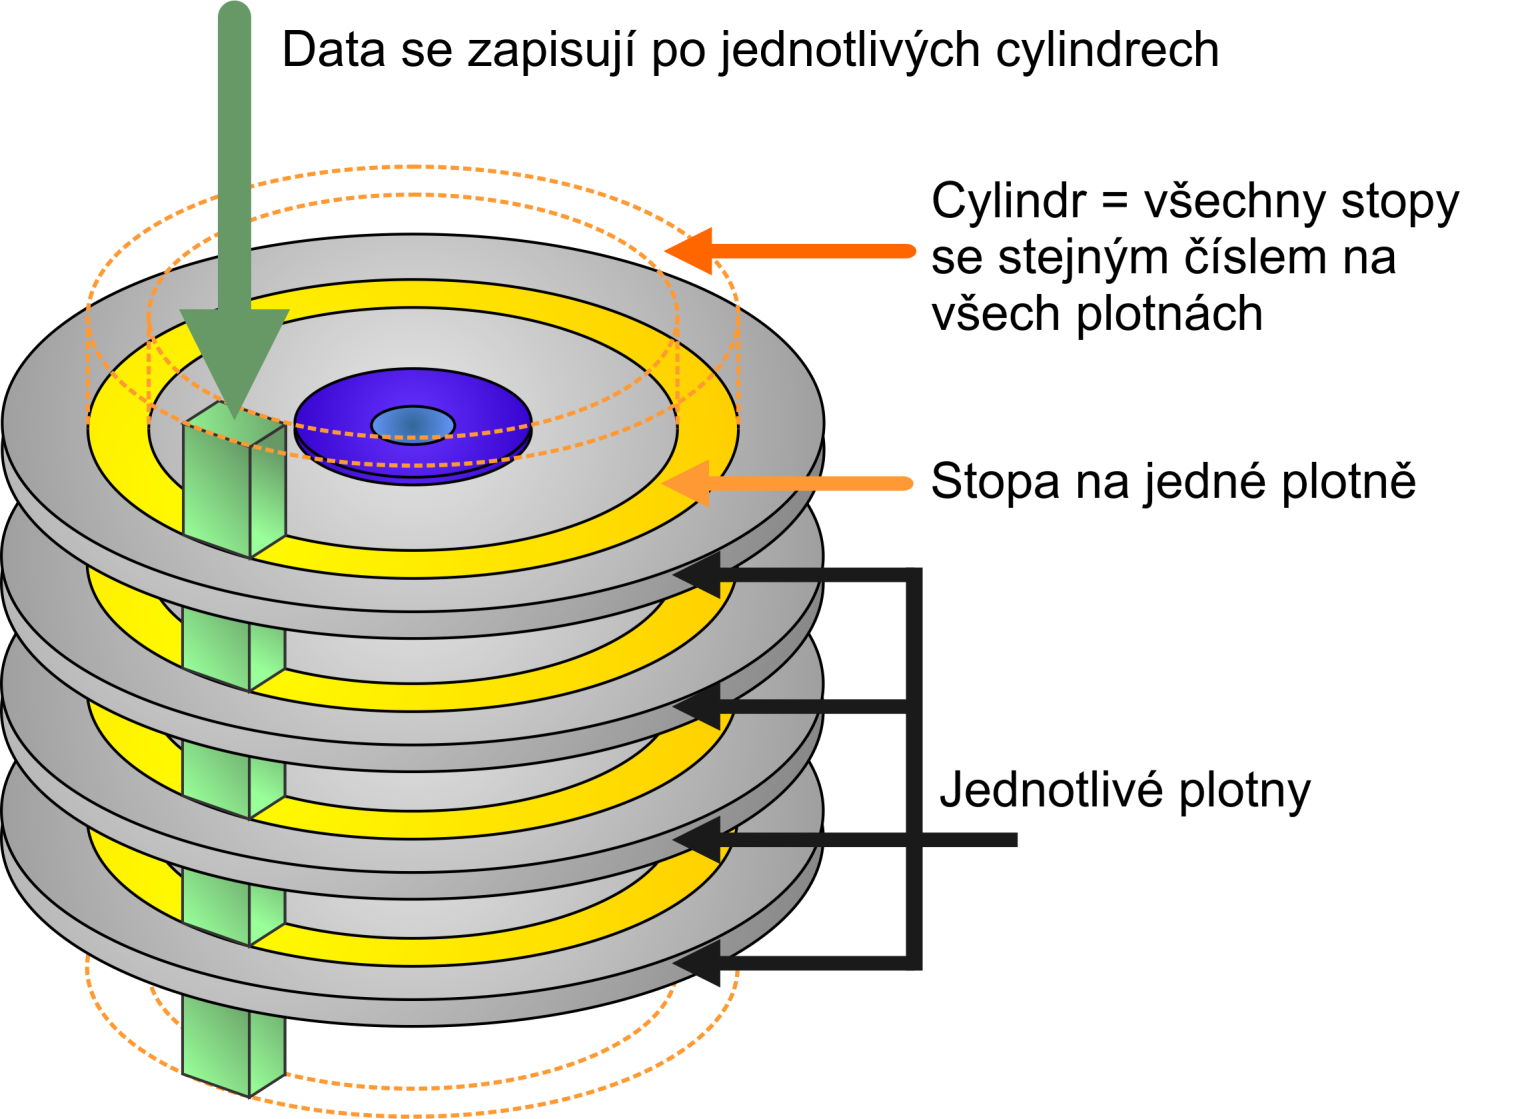 Data se zapisují po jednotlivých cylindrech
Cylindr = všechny stopy
se stejným číslem na
všech plotnách
Stopa na jedné plotně
Jednotlivé plotny